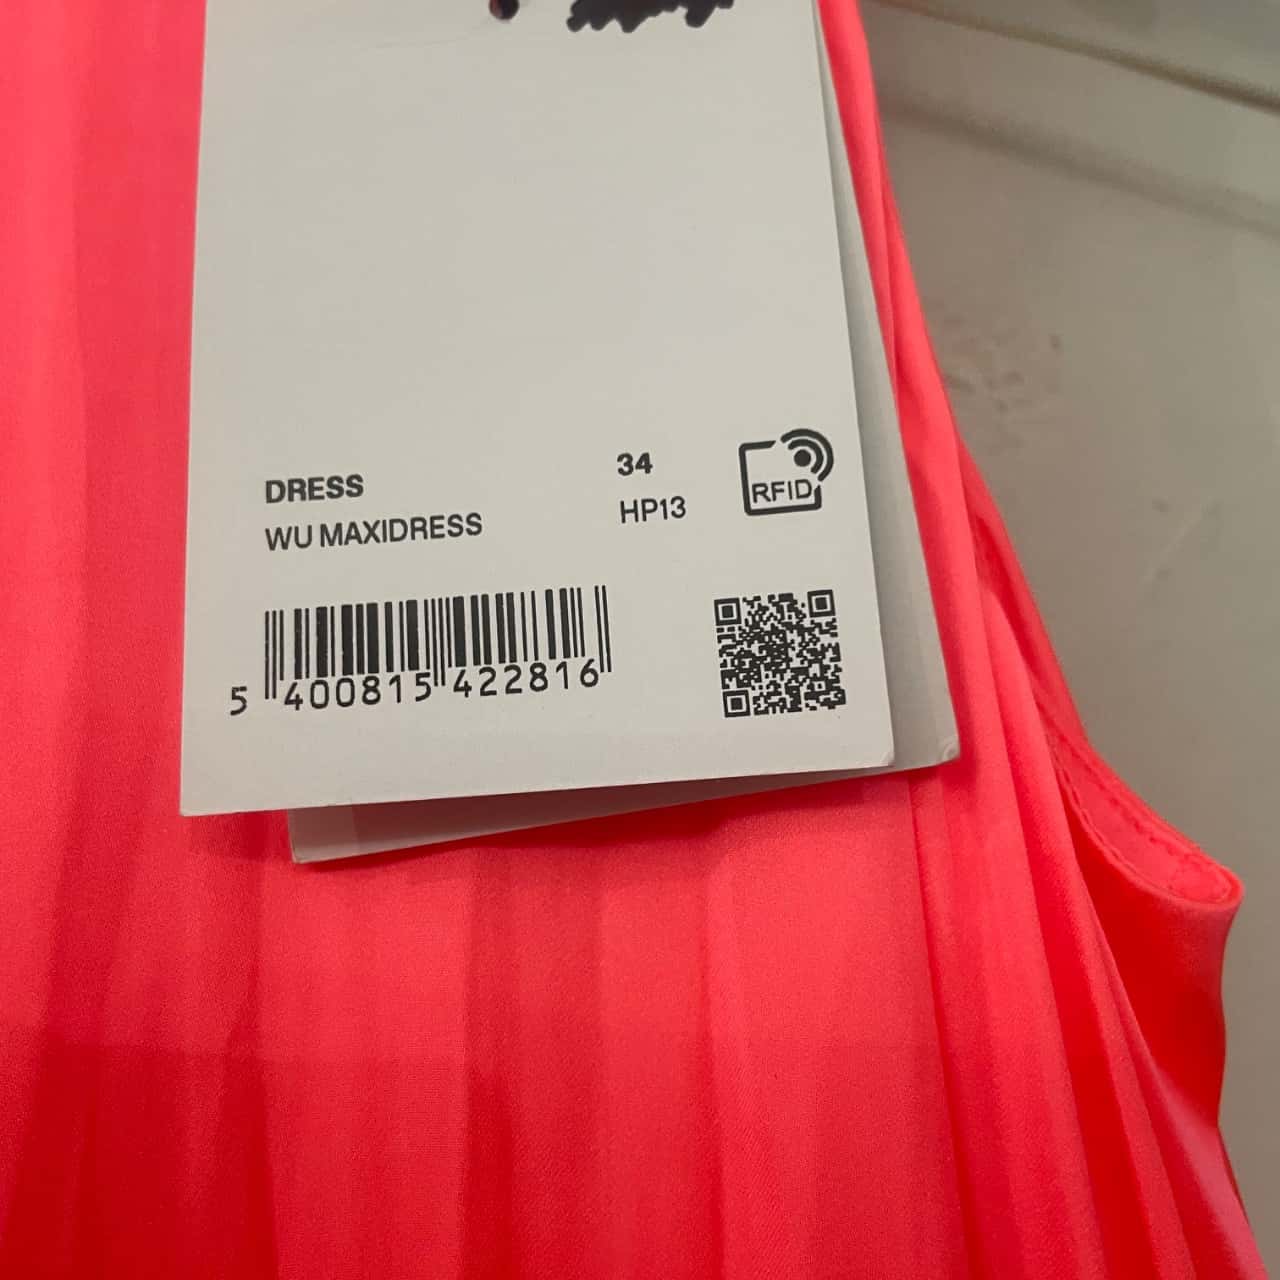 DRESS 34
WU MAXIDRESS HP13
RFID
5 400815 422816